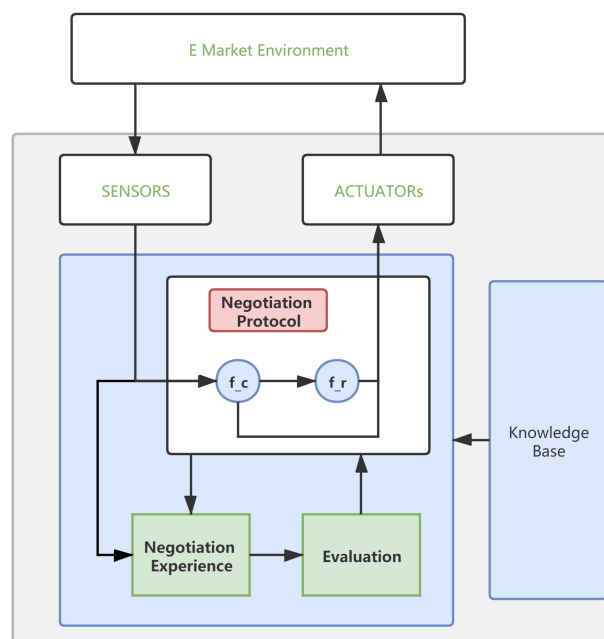 E Market Environment
SENSORS
ACTUATORs
Negotiation
Protocol
f_c
f_r
Knowledge
Base
Negotiation
Experience
Evaluation